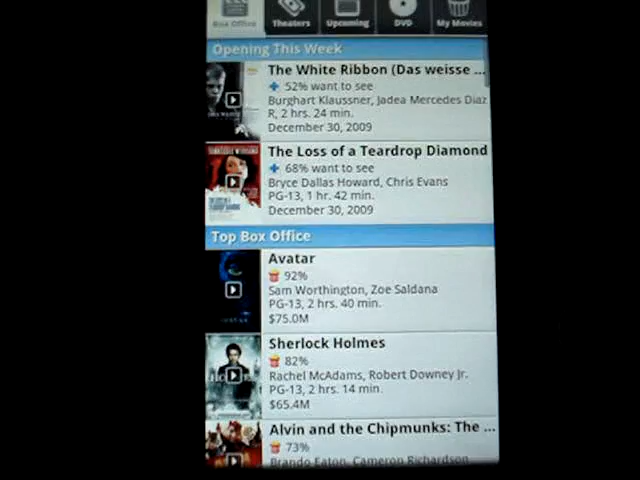 Box Office
Theaters
Upcoming
DVD
My Movies
Opening This Week
The White Ribbon (Das weisse ...
52% want to see
Burghart Klaussner, Jadea Mercedes Diaz
R, 2 hrs. 24 min.
December 30, 2009
The Loss of a Teardrop Diamond
68% want to see
Bryce Dallas Howard, Chris Evans
PG-13, 1 hr. 42 min.
December 30, 2009
Top Box Office
Avatar
92%
Sam Worthington, Zoe Saldana
PG-13, 2 hrs. 40 min.
$75.0M
Sherlock Holmes
82%
Rachel McAdams, Robert Downey Jr.
PG-13, 2 hrs. 14 min.
$65.4M
Alvin and the Chipmunks: The ...
73%
Brando Eaton, Cameron Richardson